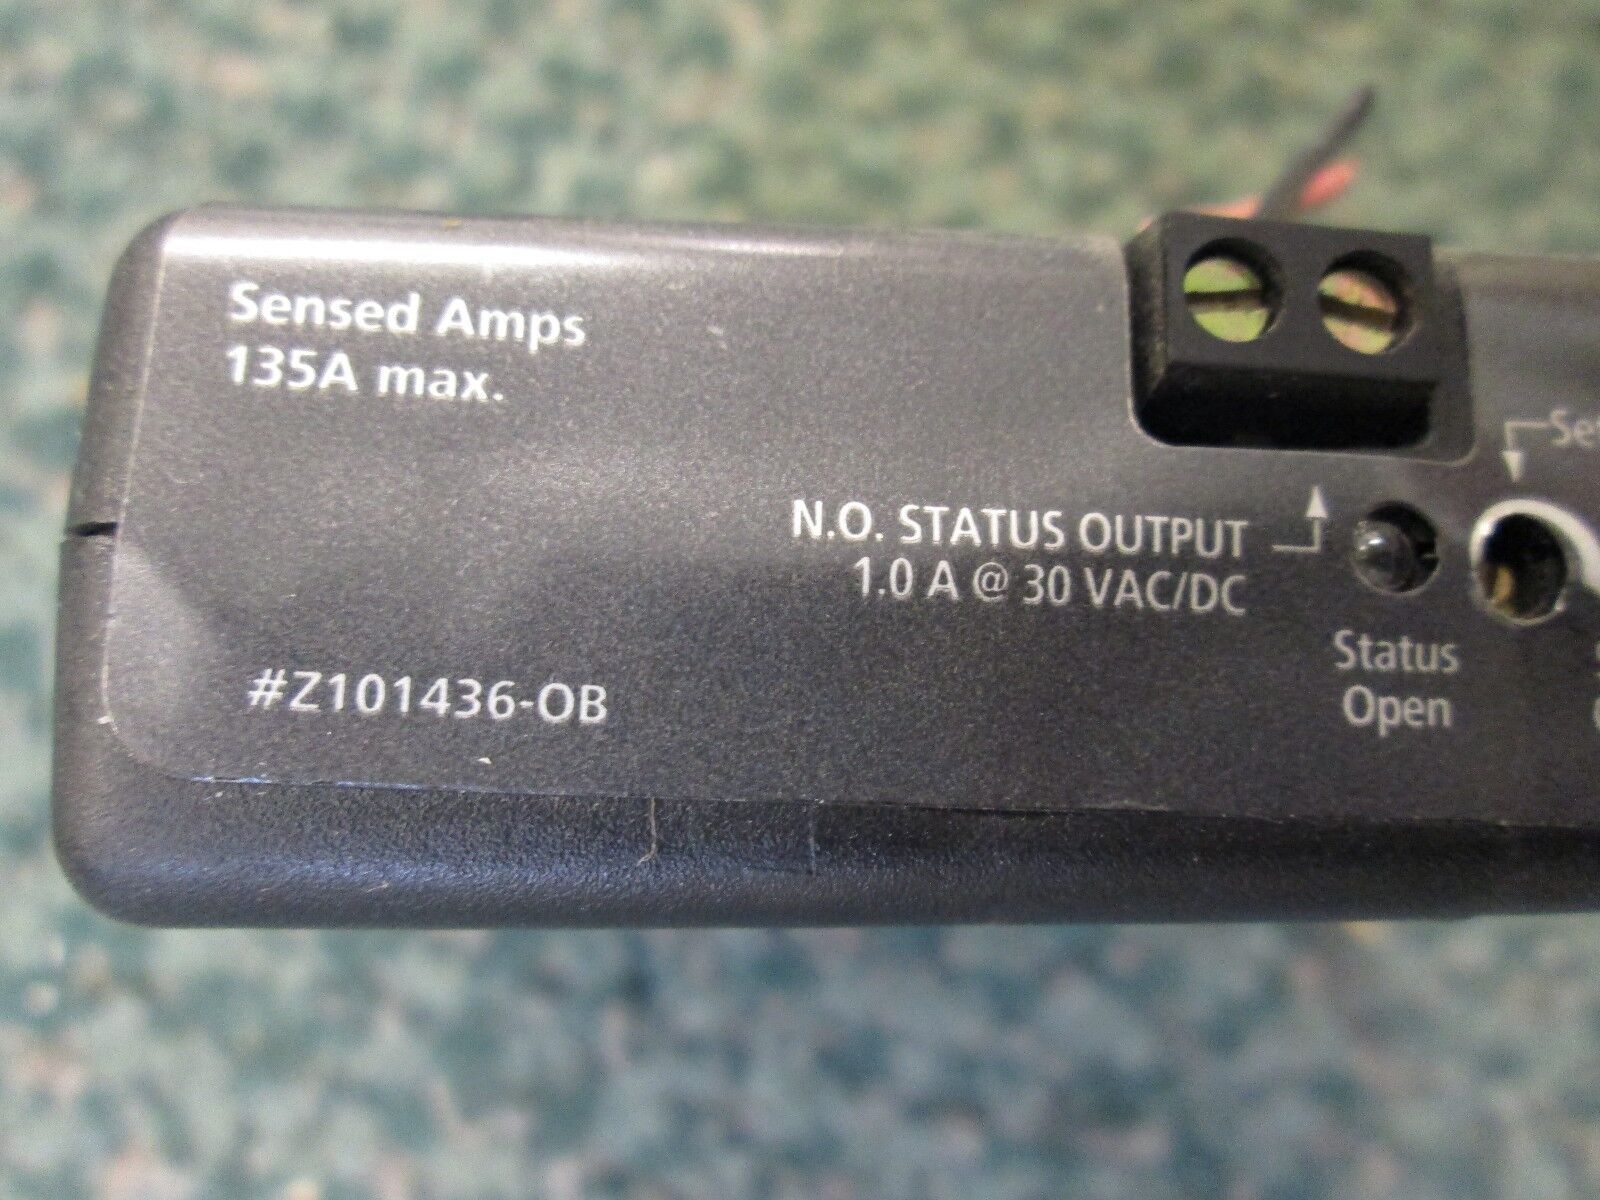 Sensed Amps
135A max.
N.O. STATUS OUTPUT
1.0 A @ 30 VAC/DC
Status
Open
#Z101436-OB